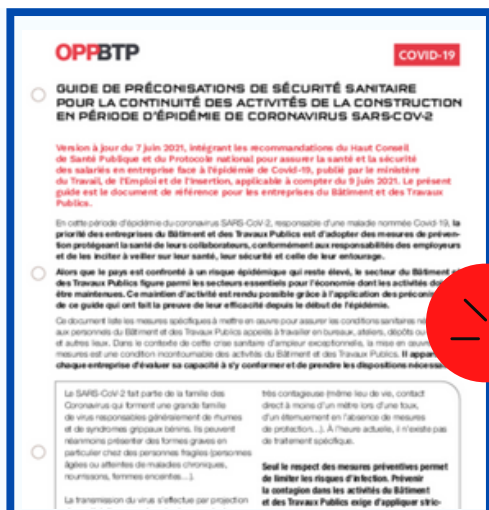 OPPBTP
COVID-19
GUIDE DE PRÉCONISATIONS DE SÉCURITÉ SANITAIRE
POUR LA CONTINUITÉ DES ACTIVITÉS DE LA CONSTRUCTION
EN PÉRIODE D'ÉPIDÉMIE DE CORONAVIRUS SARS-COV-2
Version à jour du 7 juin 2021, intégrant les recommandations du Haut Conseil
de Santé Publique et du Protocole national pour assurer la santé et la sécurité
des salariés en entreprise face à l'épidémie de Covid-19, publié par le ministère
du Travail, de l'Emploi et de l'Insertion, applicable à compter du 9 juin 2021. Le présent
guide est le document de référence pour les entreprises du Bâtiment et des Travaux
Publics.
En cette période d'épidémie du coronavirus SARS-CoV-2, responsable d'une maladie nommée Covid-19, la
priorité des entreprises du Bâtiment et des Travaux Publics est d'adopter des mesures de préven-
tion protégeant la santé de leurs collaborateurs, conformément aux responsabilités des employeurs
et de les inciter à veiller sur leur santé, leur sécurité et celle de leur entourage.
Alors que le pays est confronté à un risque épidémique qui reste élevé, le secteur du Bâtiment et
des Travaux Publics figure parmi les secteurs essentiels pour l'économie dont les activités
être maintenues. Ce maintien d'activité est rendu possible grâce à l'application des
de ce guide qui ont fait la preuve de leur efficacité depuis le début de l'épidémie.
Ce document liste les mesures spécifiques à mettre en œuvre pour assurer les conditions sanitaires
aux personnels du Bâtiment et des Travaux Publics appelés à travailler en bureaux, ateliers, dépôts
et autres lieux. Dans le contexte de cette crise sanitaire d'ampleur exceptionnelle, la mise en
mesures est une condition incontournable des activités du Bâtiment et des Travaux Publics. Il
chaque entreprise d'évaluer sa capacité à s'y conformer et de prendre les dispositions
Le SARS-CoV-2 fait partie de la famille des
Coronavirus qui forment une grande famille
de virus responsables généralement de rhumes
et de syndromes grippaux bénins. Ils peuvent
néanmoins présenter des formes graves en
particulier chez des personnes fragiles (personnes
âgées ou atteintes de maladies chroniques,
nourrissons, femmes enceintes…).
La transmission du virus s'effectue par projection
très contagieuse (même lieu de vie, contact
direct à moins d'un mètre lors d'une toux,
d'un éternuement en l'absence de mesures
de protection…). À l'heure actuelle, il n'existe pas
de traitement spécifique.
Seul le respect des mesures préventives permet
de limiter les risques d'infection. Prévenir
la contagion dans les activités du Bâtiment
et des Travaux Publics exige d'appliquer stric-